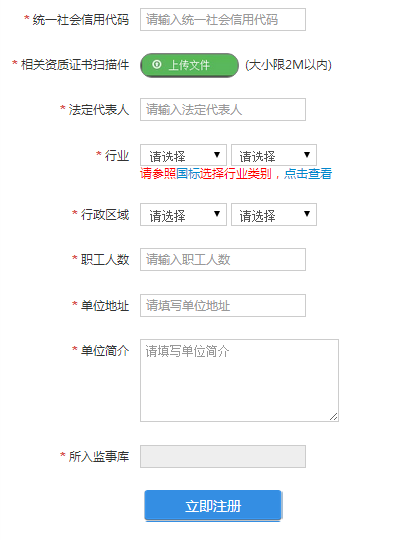 * 统一社会信用代码 请输入统一社会信用代码
* 相关资质证书扫描件 上传文件 (大小限2M以内)
* 法定代表人 请输入法定代表人
* 行业 请选择 请选择
请参照国标选择行业类别，点击查看
* 行政区域 请选择 请选择
* 职工人数 请输入职工人数
* 单位地址 请填写单位地址
* 单位简介 请填写单位简介
* 所入监事库
立即注册